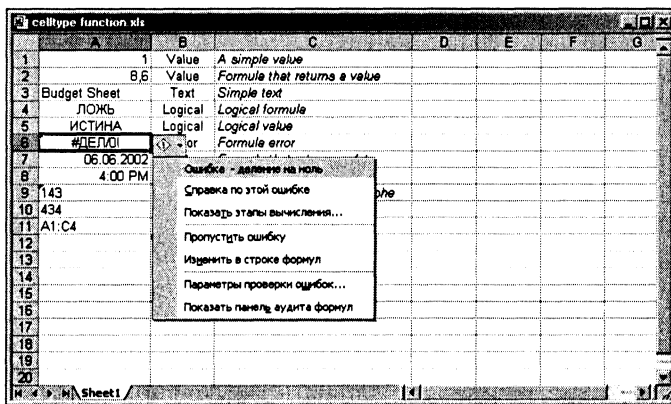 celltype function.xls
A B C D E F G
1 1 Value A simple value
2 8,6 Value Formula that returns a value
3 Budget Sheet Text Simple text
4 ЛОЖЬ Logical Logical formula
5 ИСТИНА Logical Logical value
6 #ДЕЛ/0! or Formula error
7 06.06.2002
Ошибка - деление на ноль
8 4:00 PM
Справка по этой ошибке
9 143 phe
Показать этапы вычисления...
10 434
11 A1:C4
Пропустить ошибку
12
Изменить в строке формул
13
14
Параметры проверки ошибок...
15
Показать панель аудита формул
16
17
18
19
20
Sheet1